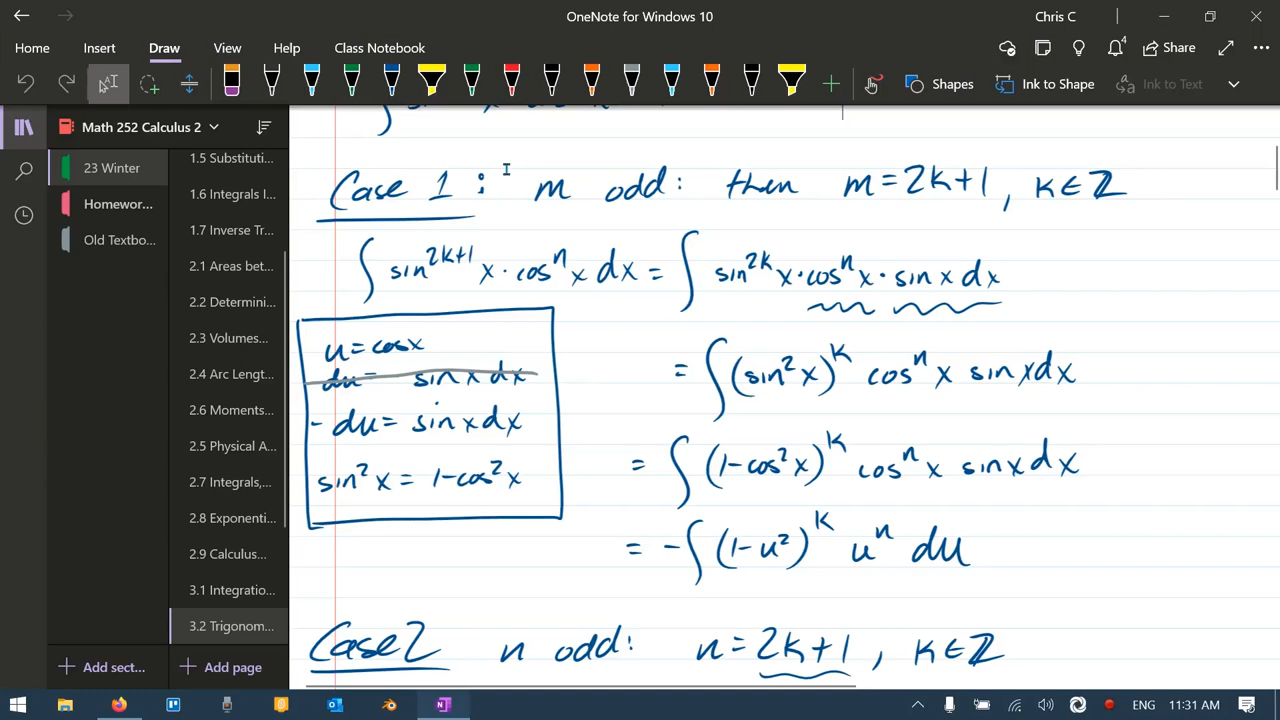 OneNote for Windows 10
Chris C
Home Insert Draw View Help Class Notebook
Share
Shapes Ink to Shape Ink to Text
Math 252 Calculus 2
23 Winter
Homewor...
Old Textbo...
1.5 Substituti...
1.6 Integrals I...
1.7 Inverse Tr...
2.1 Areas bet...
2.2 Determini...
2.3 Volumes...
2.4 Arc Lengt...
2.6 Moments...
2.5 Physical A...
2.7 Integrals,...
2.8 Exponenti...
2.9 Calculus...
3.1 Integratio...
3.2 Trigonom...
Add sect...
Add page
Case 1 : m odd: then m=2k+1, k∈ℤ
∫ sin^{2k+1} x · cos^n x dx = ∫ sin^{2k} x · cos^n x · sin x dx
u = cos x
du = sin x dx
- du = sin x dx
sin² x = 1-cos² x
= ∫ (sin² x)^k cos^n x sin x dx
= ∫ (1-cos² x)^k cos^n x sin x dx
= -∫ (1-u²)^k u^n du
Case 2 n odd: n=2k+1, k∈ℤ
ENG 11:31 AM